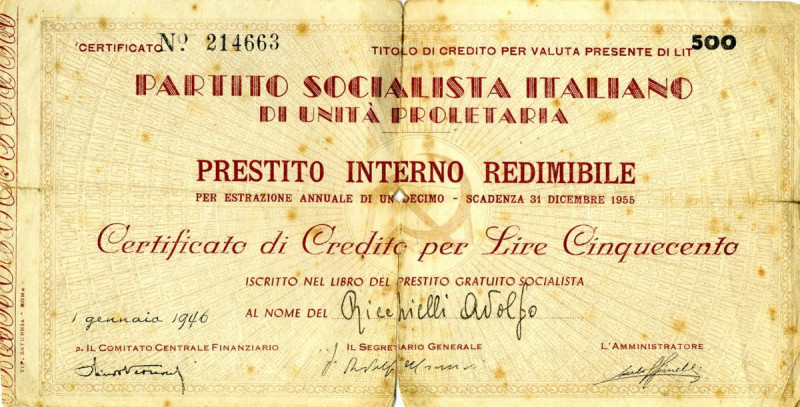 CERTIFICATO Nº 214663
TITOLO DI CREDITO PER VALUTA PRESENTE DI LIT 500
PARTITO SOCIALISTA ITALIANO
DI UNITÀ PROLETARIA
PRESTITO INTERNO REDIMIBILE
PER ESTRAZIONE ANNUALE DI UN DECIMO - SCADENZA 31 DICEMBRE 1955
Certificato di Credito per Lire Cinquecento
ISCRITTO NEL LIBRO DEL PRESTITO GRATUITO SOCIALISTA
1 gennaio 1946
AL NOME DEL Ricchielli Adolfo
p. IL COMITATO CENTRALE FINANZIARIO
IL SEGRETARIO GENERALE
L'AMMINISTRATORE
TIP. SATURNIA - ROMA